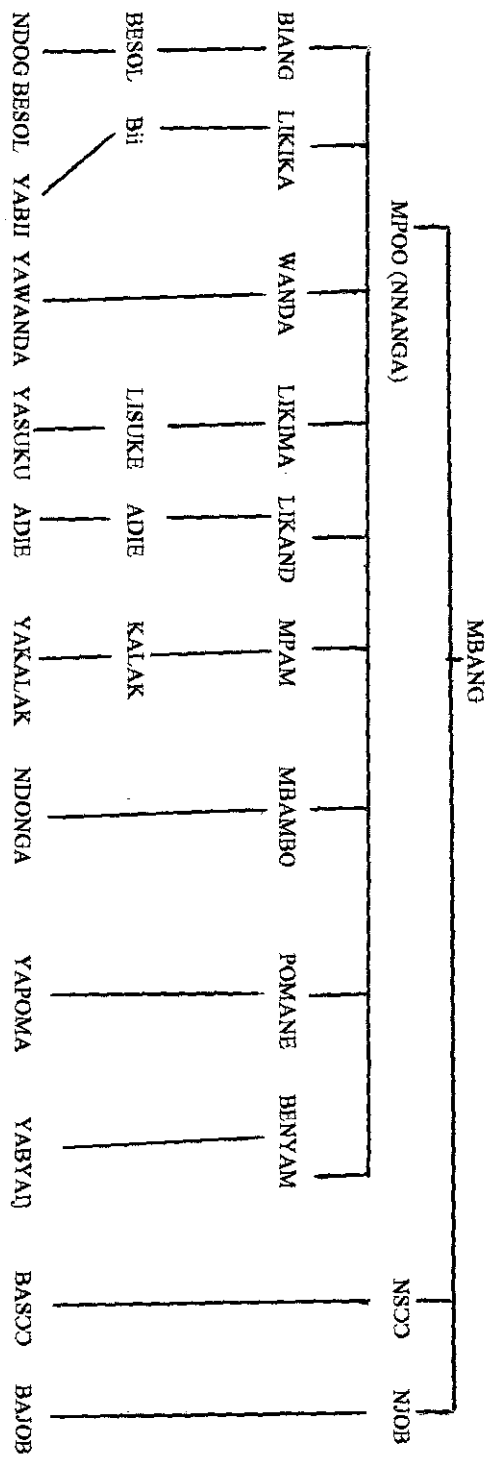 MBANG
MPOO (NNANGA) NSƆƆ NJOB
BIANG LIKIKA WANDA LIKIMA LIKAND MPAM MBAMBO POMANE BENYAM
BESOL Bii LISUKE ADIE KALAK
NDOG BESOL YABII YAWANDA YASUKU ADIE YAKALAK NDONGA YAPOMA YABYAŊ BASƆƆ BAJOB